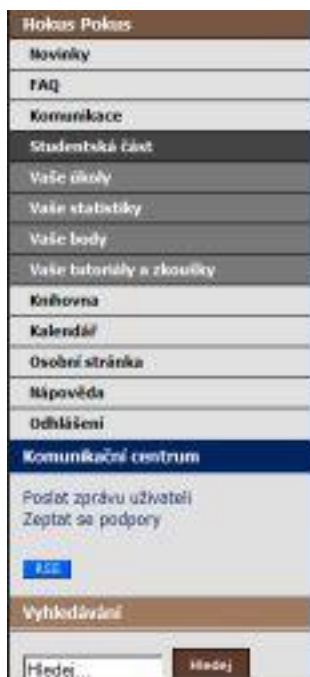 Hokus Pokus
Novinky
FAQ
Komunikace
Studentská část
Vaše úkoly
Vaše statistiky
Vaše body
Vaše tutoriály a zkoušky
Knihovna
Kalendář
Osobní stránka
Nápověda
Odhlášení
Komunikační centrum
Poslat zprávu uživateli
Zeptat se podpory
RSS
Vyhledávání
Hledej...
Hledej